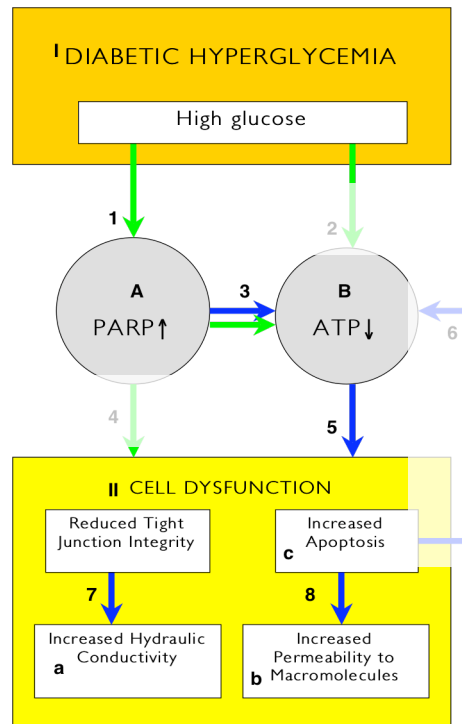 I DIABETIC HYPERGLYCEMIA
High glucose
1
2
A
3
B
PARP↑
ATP↓
6
4
5
II CELL DYSFUNCTION
Reduced Tight
Junction Integrity
Increased
Apoptosis
c
7
8
Increased Hydraulic
Conductivity
a
Increased
Permeability to
Macromolecules
b